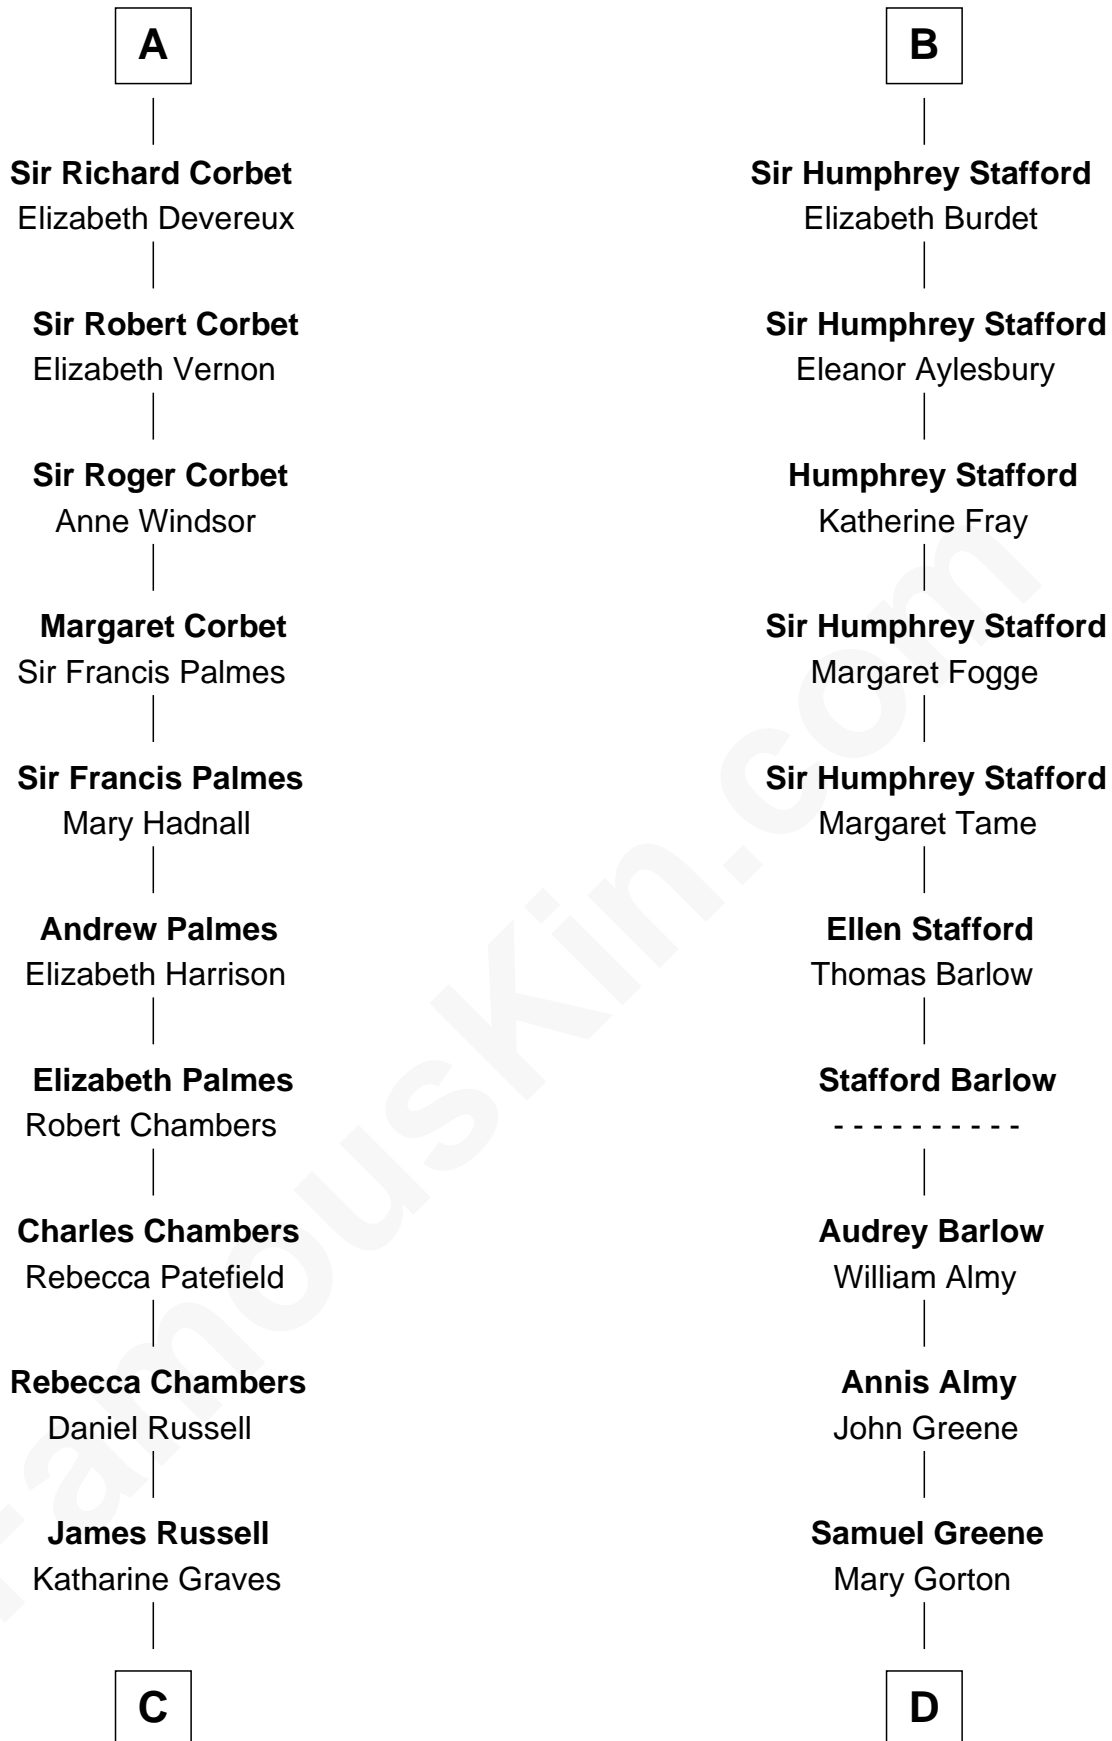 A
Sir Richard Corbet
Elizabeth Devereux
Sir Robert Corbet
Elizabeth Vernon
Sir Roger Corbet
Anne Windsor
Margaret Corbet
Sir Francis Palmes
Sir Francis Palmes
Mary Hadnall
Andrew Palmes
Elizabeth Harrison
Elizabeth Palmes
Robert Chambers
Charles Chambers
Rebecca Patefield
Rebecca Chambers
Daniel Russell
James Russell
Katharine Graves
C
B
Sir Humphrey Stafford
Elizabeth Burdet
Sir Humphrey Stafford
Eleanor Aylesbury
Humphrey Stafford
Katherine Fray
Sir Humphrey Stafford
Margaret Fogge
Sir Humphrey Stafford
Margaret Tame
Ellen Stafford
Thomas Barlow
Stafford Barlow
- - - - - - - - - -
Audrey Barlow
William Almy
Annis Almy
John Greene
Samuel Greene
Mary Gorton
D
FamousKin.com